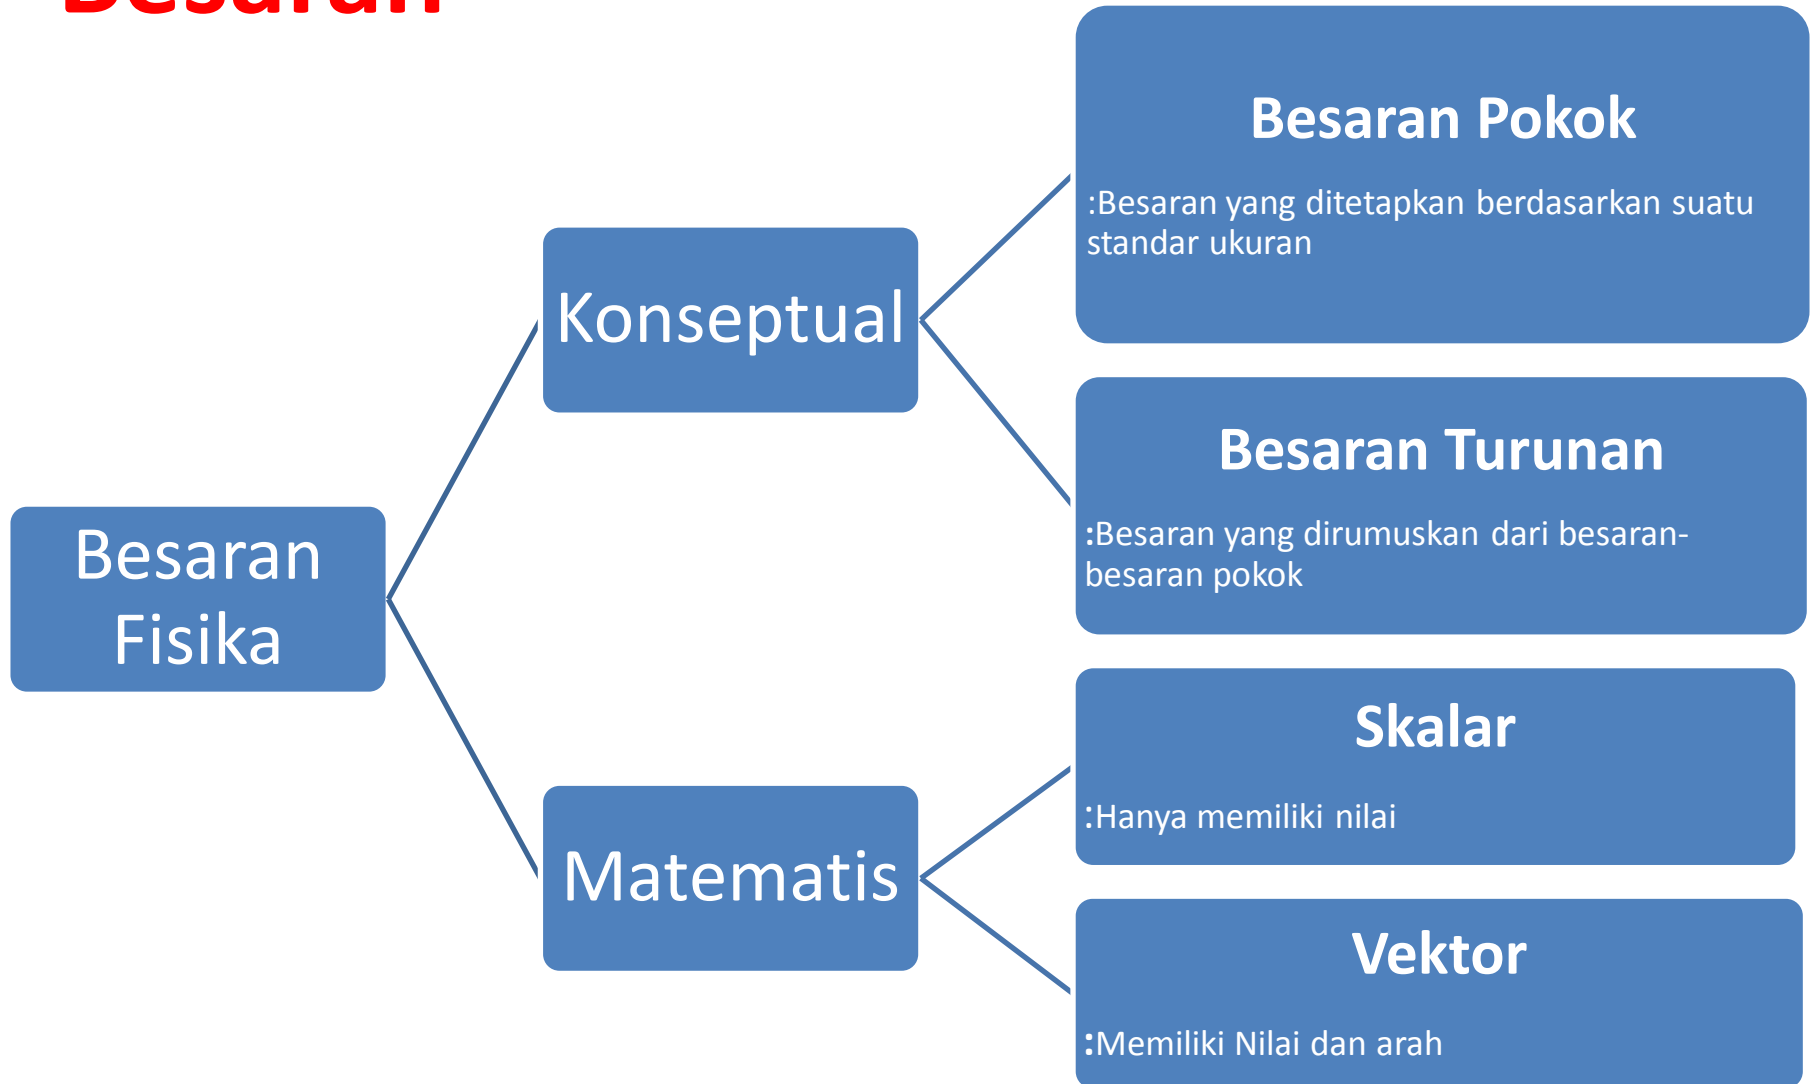 Besaran
Besaran Pokok
:Besaran yang ditetapkan berdasarkan suatu
standar ukuran
Konseptual
Besaran Turunan
:Besaran yang dirumuskan dari besaran-
besaran pokok
Besaran
Fisika
Skalar
:Hanya memiliki nilai
Matematis
Vektor
:Memiliki Nilai dan arah